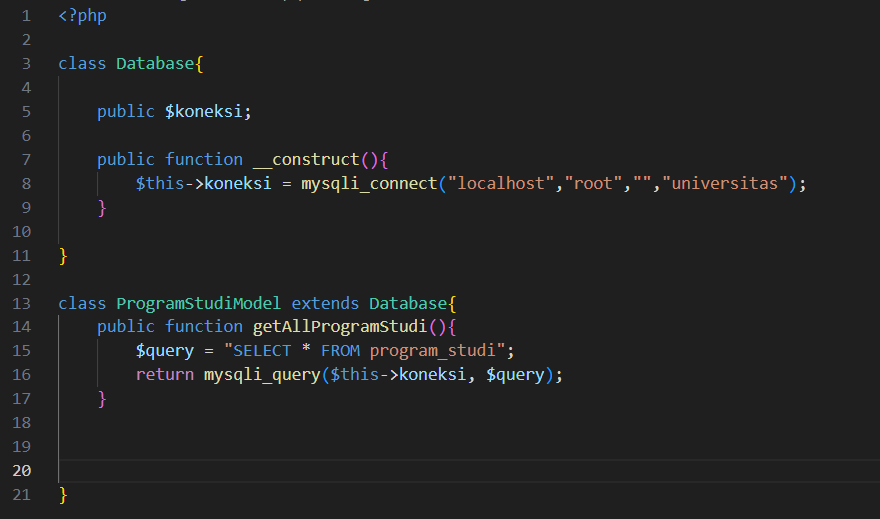 1 <?php
2
3 class Database{
4
5     public $koneksi;
6
7     public function __construct(){
8         $this->koneksi = mysqli_connect("localhost","root","","universitas");
9     }
10
11 }
12
13 class ProgramStudiModel extends Database{
14     public function getAllProgramStudi(){
15         $query = "SELECT * FROM program_studi";
16         return mysqli_query($this->koneksi, $query);
17     }
18
19
20
21 }